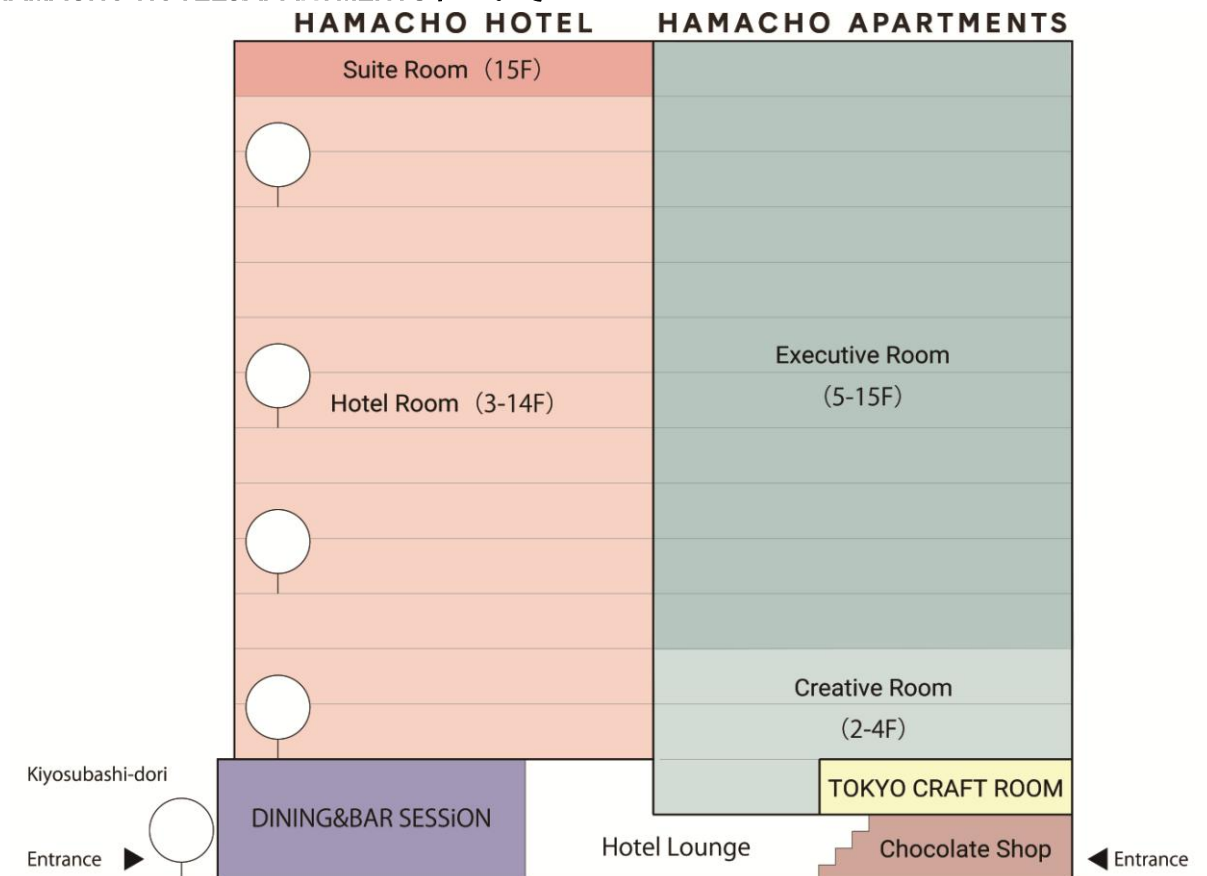 HAMACHO HOTEL
HAMACHO APARTMENTS
Suite Room（15F）
Executive Room
（5-15F）
Hotel Room（3-14F）
Creative Room
（2-4F）
Kiyosubashi-dori
TOKYO CRAFT ROOM
DINING&BAR SESSiON
Hotel Lounge
Chocolate Shop
Entrance ▶
◀ Entrance